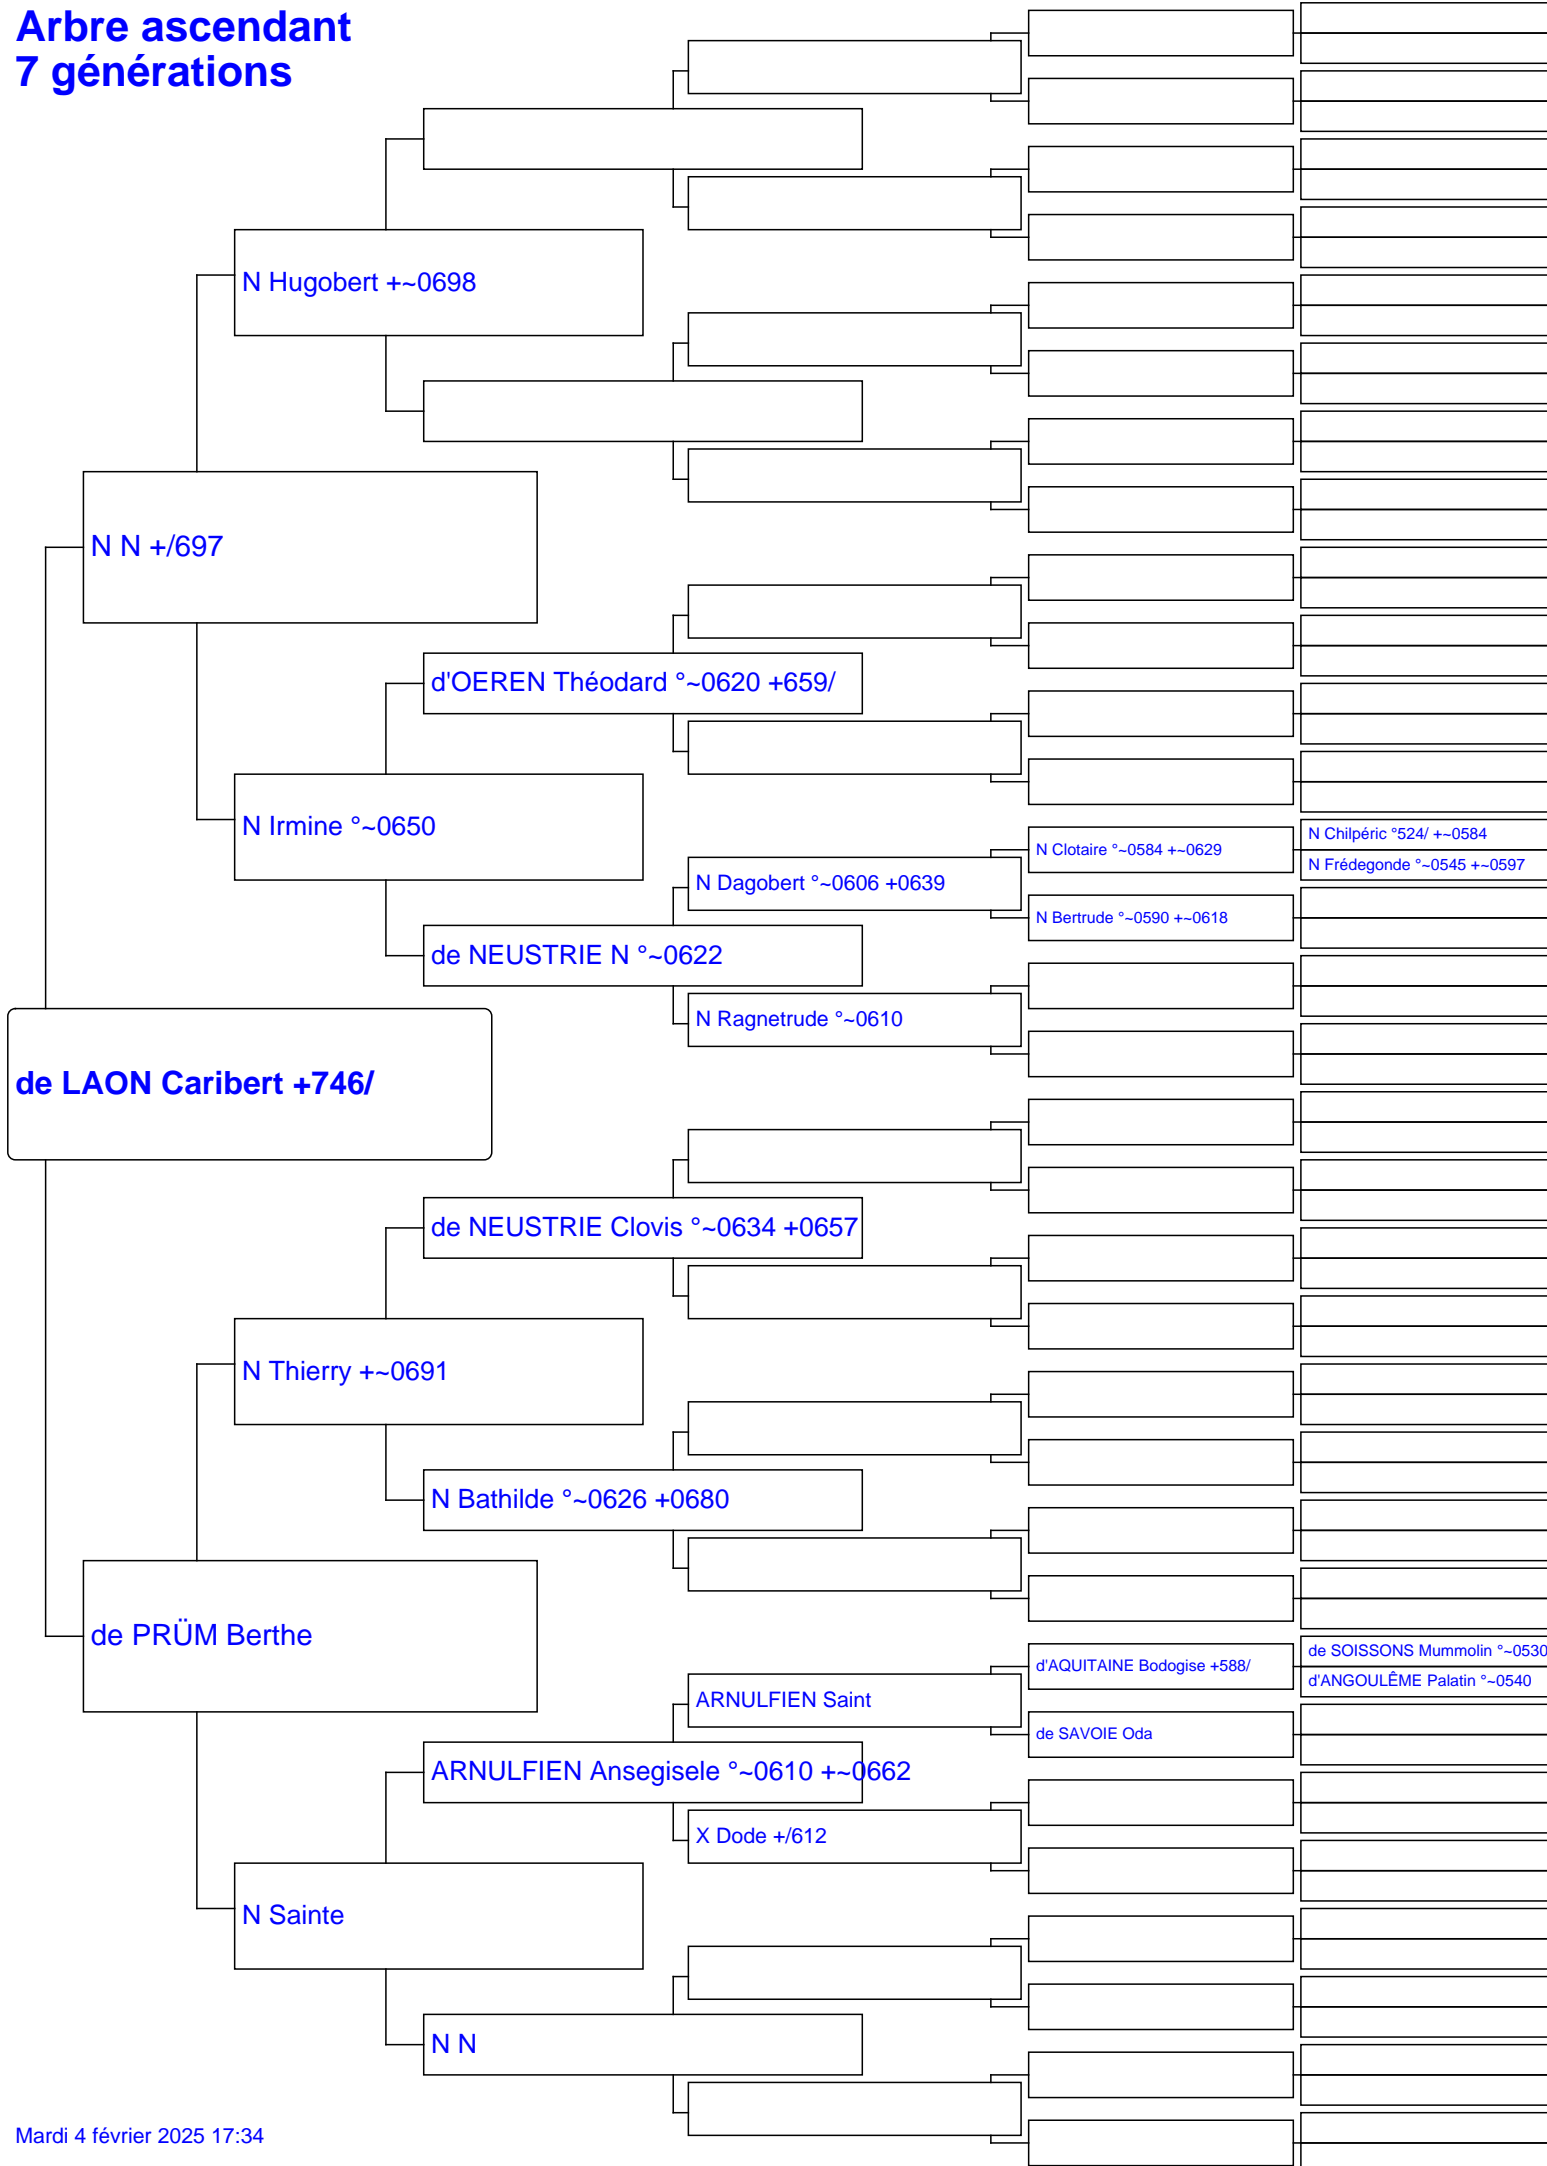 Arbre ascendant
7 générations
N Hugobert +~0698
N N +/697
d'OEREN Théodard °~0620 +659/
N Irmine °~0650
N Chilpéric °524/ +~0584
N Clotaire °~0584 +~0629
N Frédegonde °~0545 +~0597
N Dagobert °~0606 +0639
N Bertrude °~0590 +~0618
de NEUSTRIE N °~0622
N Ragnetrude °~0610
de LAON Caribert +746/
de NEUSTRIE Clovis °~0634 +0657
N Thierry +~0691
N Bathilde °~0626 +0680
de PRÜM Berthe
de SOISSONS Mummolin °~0530
d'AQUITAINE Bodogise +588/
d'ANGOULÊME Palatin °~0540
ARNULFIEN Saint
de SAVOIE Oda
ARNULFIEN Ansegisele °~0610 +~0662
X Dode +/612
N Sainte
N N
Mardi 4 février 2025 17:34